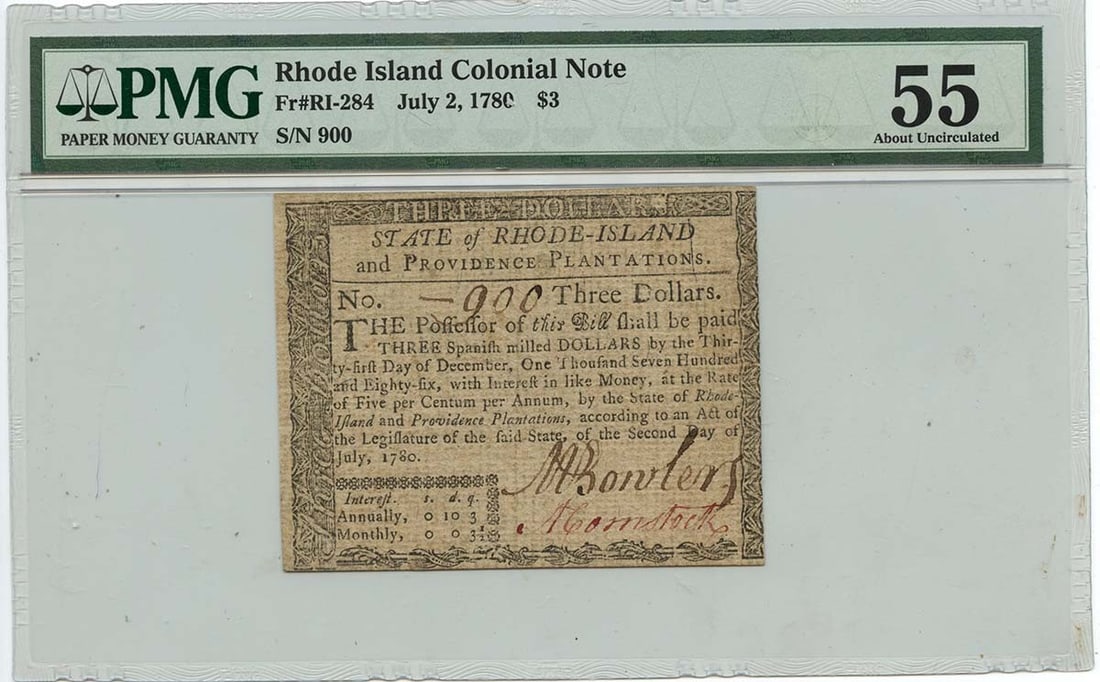 PMG
PAPER MONEY GUARANTY
Rhode Island Colonial Note
Fr#RI-284 July 2, 1780 $3
S/N 900
55
About Uncirculated
THREE DOLLARS
STATE of RHODE-ISLAND
and PROVIDENCE PLANTATIONS.
No. 900 Three Dollars.
THE Poſſeſſor of this Bill ſhall be paid
THREE Spaniſh milled DOLLARS by the Thir-
ty-firſt Day of December, One Thouſand Seven Hundred
and Eighty-ſix, with Intereſt in like Money, at the Rate
of Five per Centum per Annum, by the State of Rhode-
Iſland and Providence Plantations, according to an Act of
the Legiſlature of the ſaid State, of the Second Day of
July, 1780.
Intereſt. s. d. q.
Annually, 0 10 3
Monthly, 0 0 3½
Bowler
Comstock